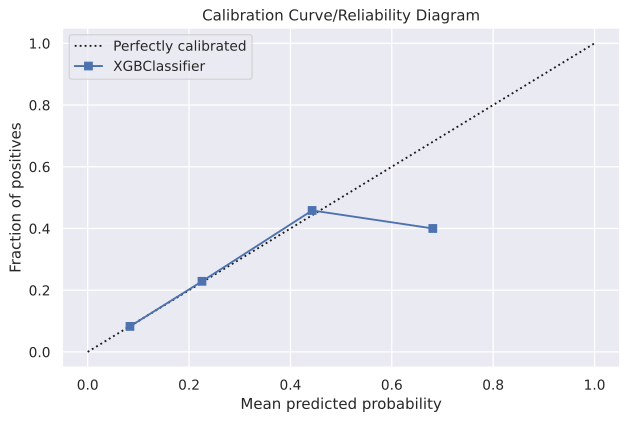 Calibration Curve/Reliability Diagram
Perfectly calibrated
XGBClassifier
Fraction of positives
1.0
0.8
0.6
0.4
0.2
0.0
0.0 0.2 0.4 0.6 0.8 1.0
Mean predicted probability